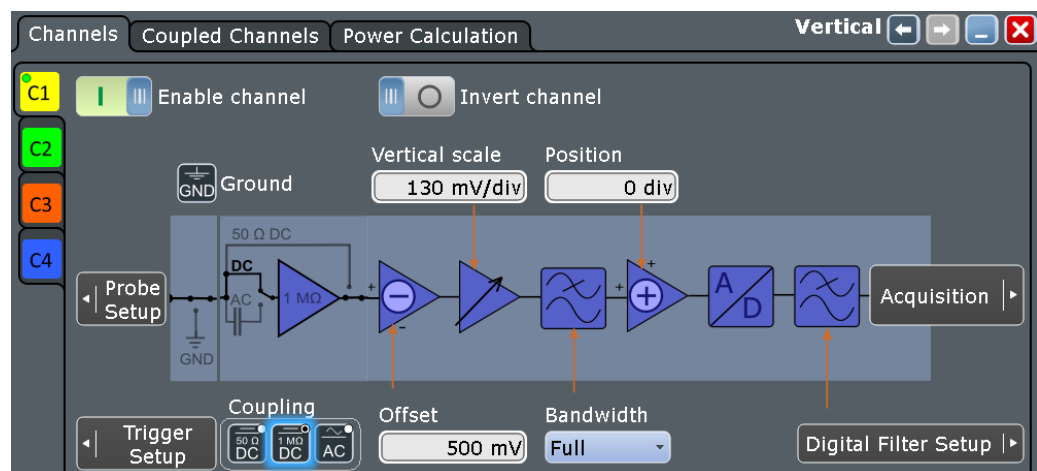 Channels Coupled Channels Power Calculation Vertical
C1 Enable channel Invert channel
C2
C3
C4
Vertical scale Position
GND Ground 130 mV/div 0 div
50 Ω DC
DC
AC 1 MΩ
GND
Probe
Setup
+
-
+
+
A
D
Acquisition
Trigger
Setup
Coupling
50 Ω
DC
1 MΩ
DC
AC
Offset
500 mV
Bandwidth
Full
Digital Filter Setup